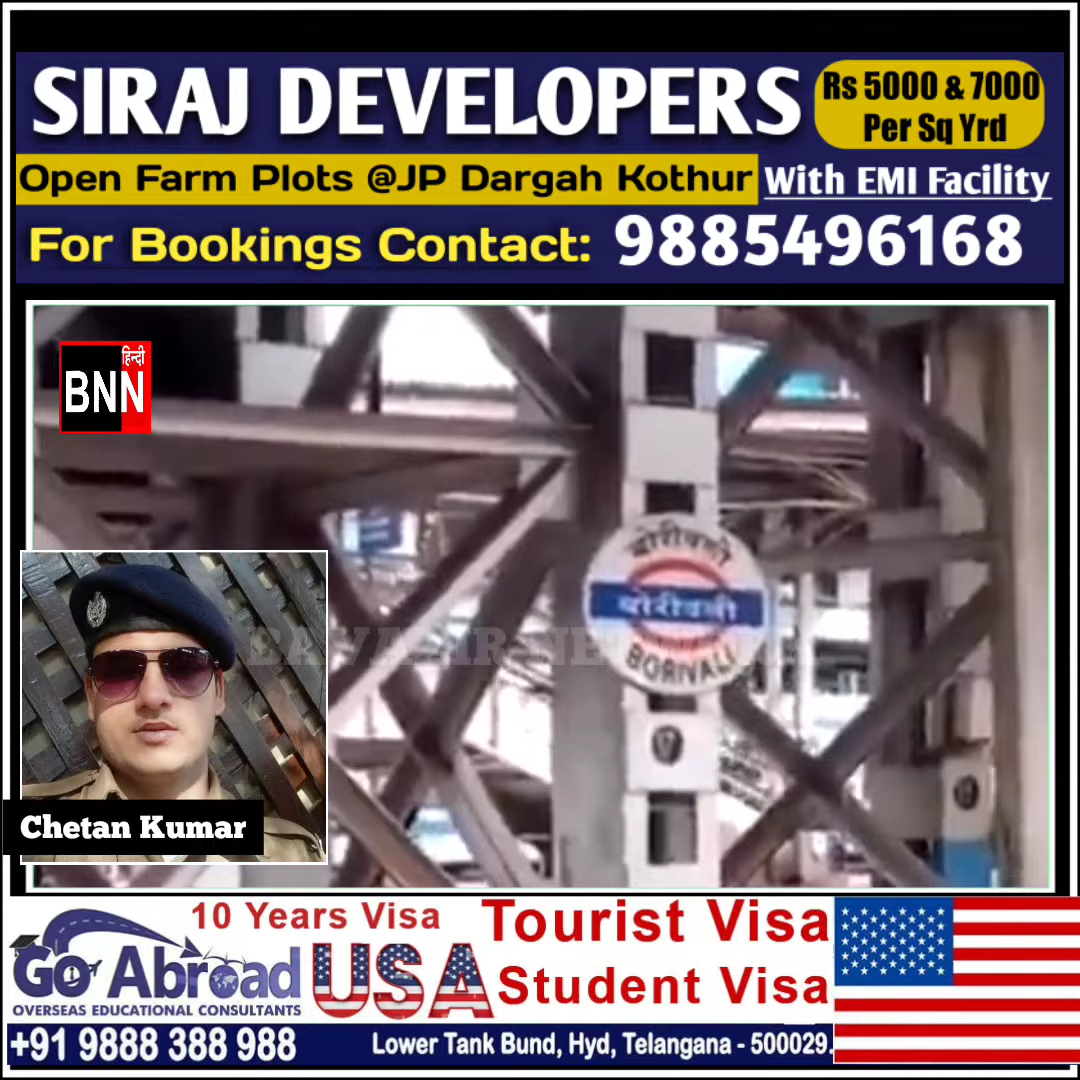 SIRAJ DEVELOPERS
Rs 5000 & 7000
Per Sq Yrd
Open Farm Plots @JP Dargah Kothur
With EMI Facility
For Bookings Contact: 9885496168
हिन्दी
BNN
बोरीवली
बोरीवली
BORIVALI
Chetan Kumar
10 Years Visa
Tourist Visa
Go Abroad
USA
Student Visa
OVERSEAS EDUCATIONAL CONSULTANTS
+91 9888 388 988
Lower Tank Bund, Hyd, Telangana - 500029.